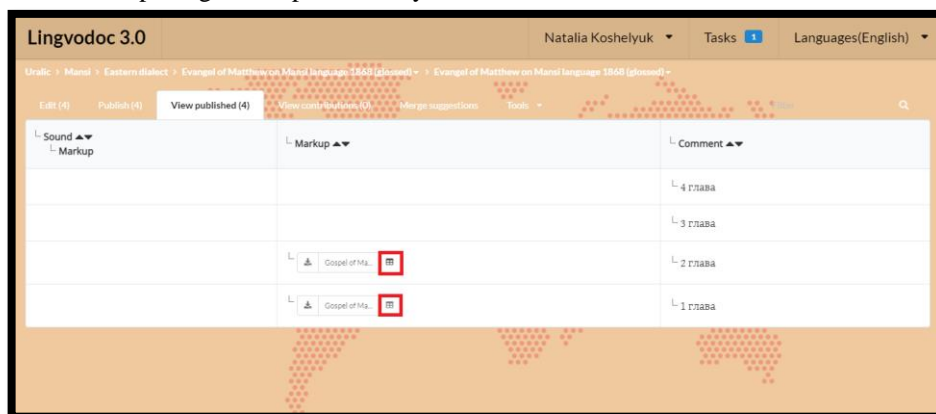 Lingvodoc 3.0
Natalia Koshelyuk
Tasks 1
Languages(English)
Uralic › Mansi › Eastern dialect › Evangel of Matthew on Mansi language 1868 (glossed) › Evangel of Matthew on Mansi language 1868 (glossed)
Edit (4) Publish (4) View published (4) View contributions (0) Merge suggestions Tools
Sound
Markup
Markup
Comment
4 глава
3 глава
Gospel of Ma... 2 глава
Gospel of Ma... 1 глава